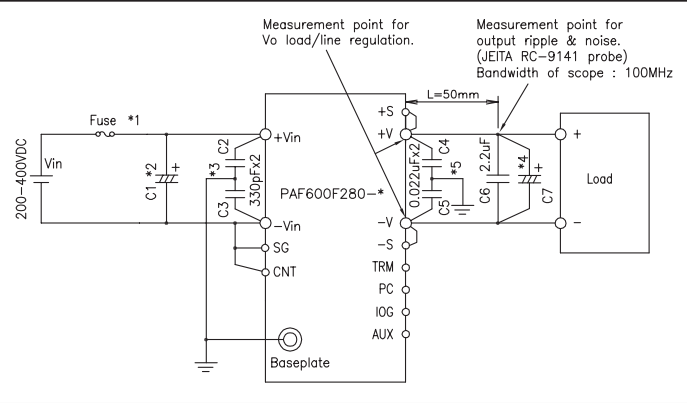 Measurement point for
Vo load/line regulation.
Measurement point for
output ripple & noise.
(JEITA RC-9141 probe)
Bandwidth of scope : 100MHz
L=50mm
Fuse *1
200-400VDC
Vin
C1 *2
+
+Vin
C2
*3
330pFx2
C3
-Vin
SG
CNT
Baseplate
PAF600F280-*
+S
+V
-V
-S
TRM
PC
IOG
AUX
0.022uFx2
C4
*5
C5
2.2uF
C6
*4
+
C7
+
Load
-